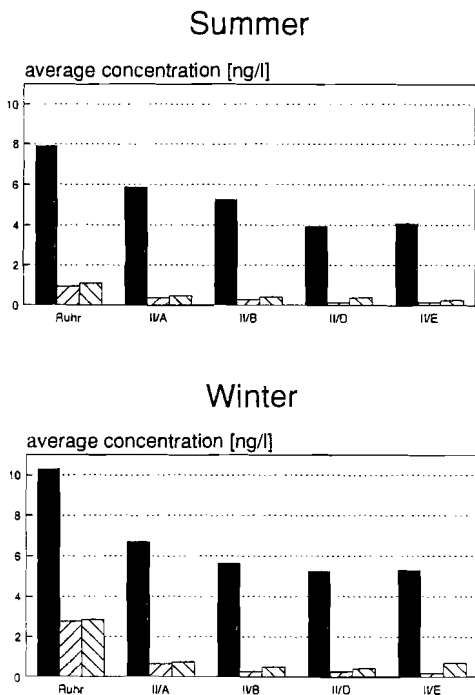 Summer
average concentration [ng/l]
10
8
6
4
2
0
Ruhr II/A II/B II/D II/E
Winter
average concentration [ng/l]
10
8
6
4
2
0
Ruhr II/A II/B II/D II/E